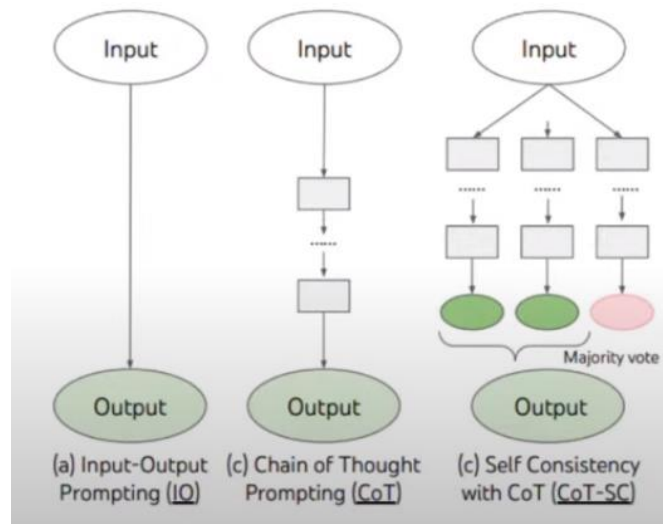 Input
Input
Input
......
......
......
......
Majority vote
Output
Output
Output
(a) Input-Output
Prompting (IO)
(c) Chain of Thought
Prompting (CoT)
(c) Self Consistency
with CoT (CoT-SC)